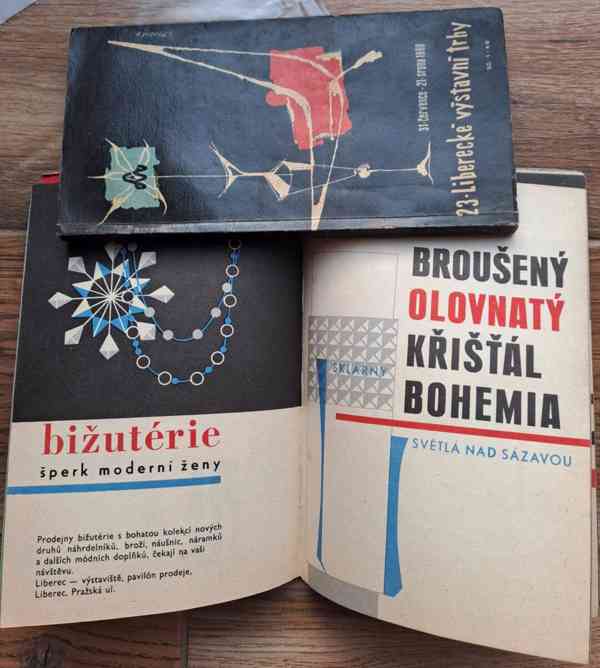 23. Liberecké výstavní trhy
31. července - 21. srpna 1966
bižutérie
šperk moderní ženy
Prodejny bižutérie s bohatou kolekcí nových
druhů náhrdelníků, broží, náušnic, náramků
a dalších módních doplňků, čekají na vaši
návštěvu.
Liberec — výstaviště, pavilón prodeje,
Liberec, Pražská ul.
BROUŠENÝ
OLOVNATÝ
KŘIŠŤÁL
BOHEMIA
SKLÁRNY
SVĚTLÁ NAD SÁZAVOU